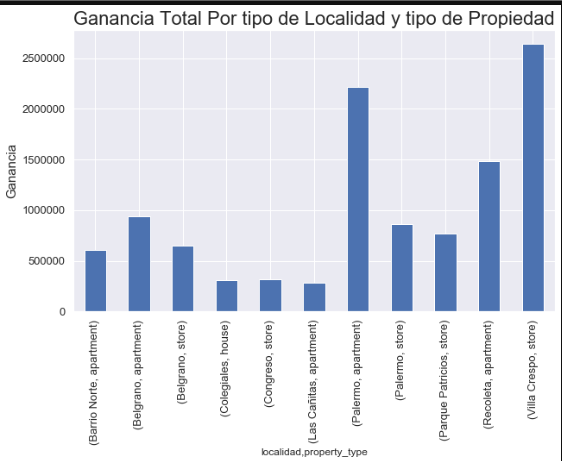 Ganancia Total Por tipo de Localidad y tipo de Propiedad
Ganancia
2500000
2000000
1500000
1000000
500000
0
(Barrio Norte, apartment)
(Belgrano, apartment)
(Belgrano, store)
(Colegiales, house)
(Congreso, store)
(Las Cañitas, apartment)
(Palermo, apartment)
(Palermo, store)
(Parque Patricios, store)
(Recoleta, apartment)
(Villa Crespo, store)
localidad,property_type